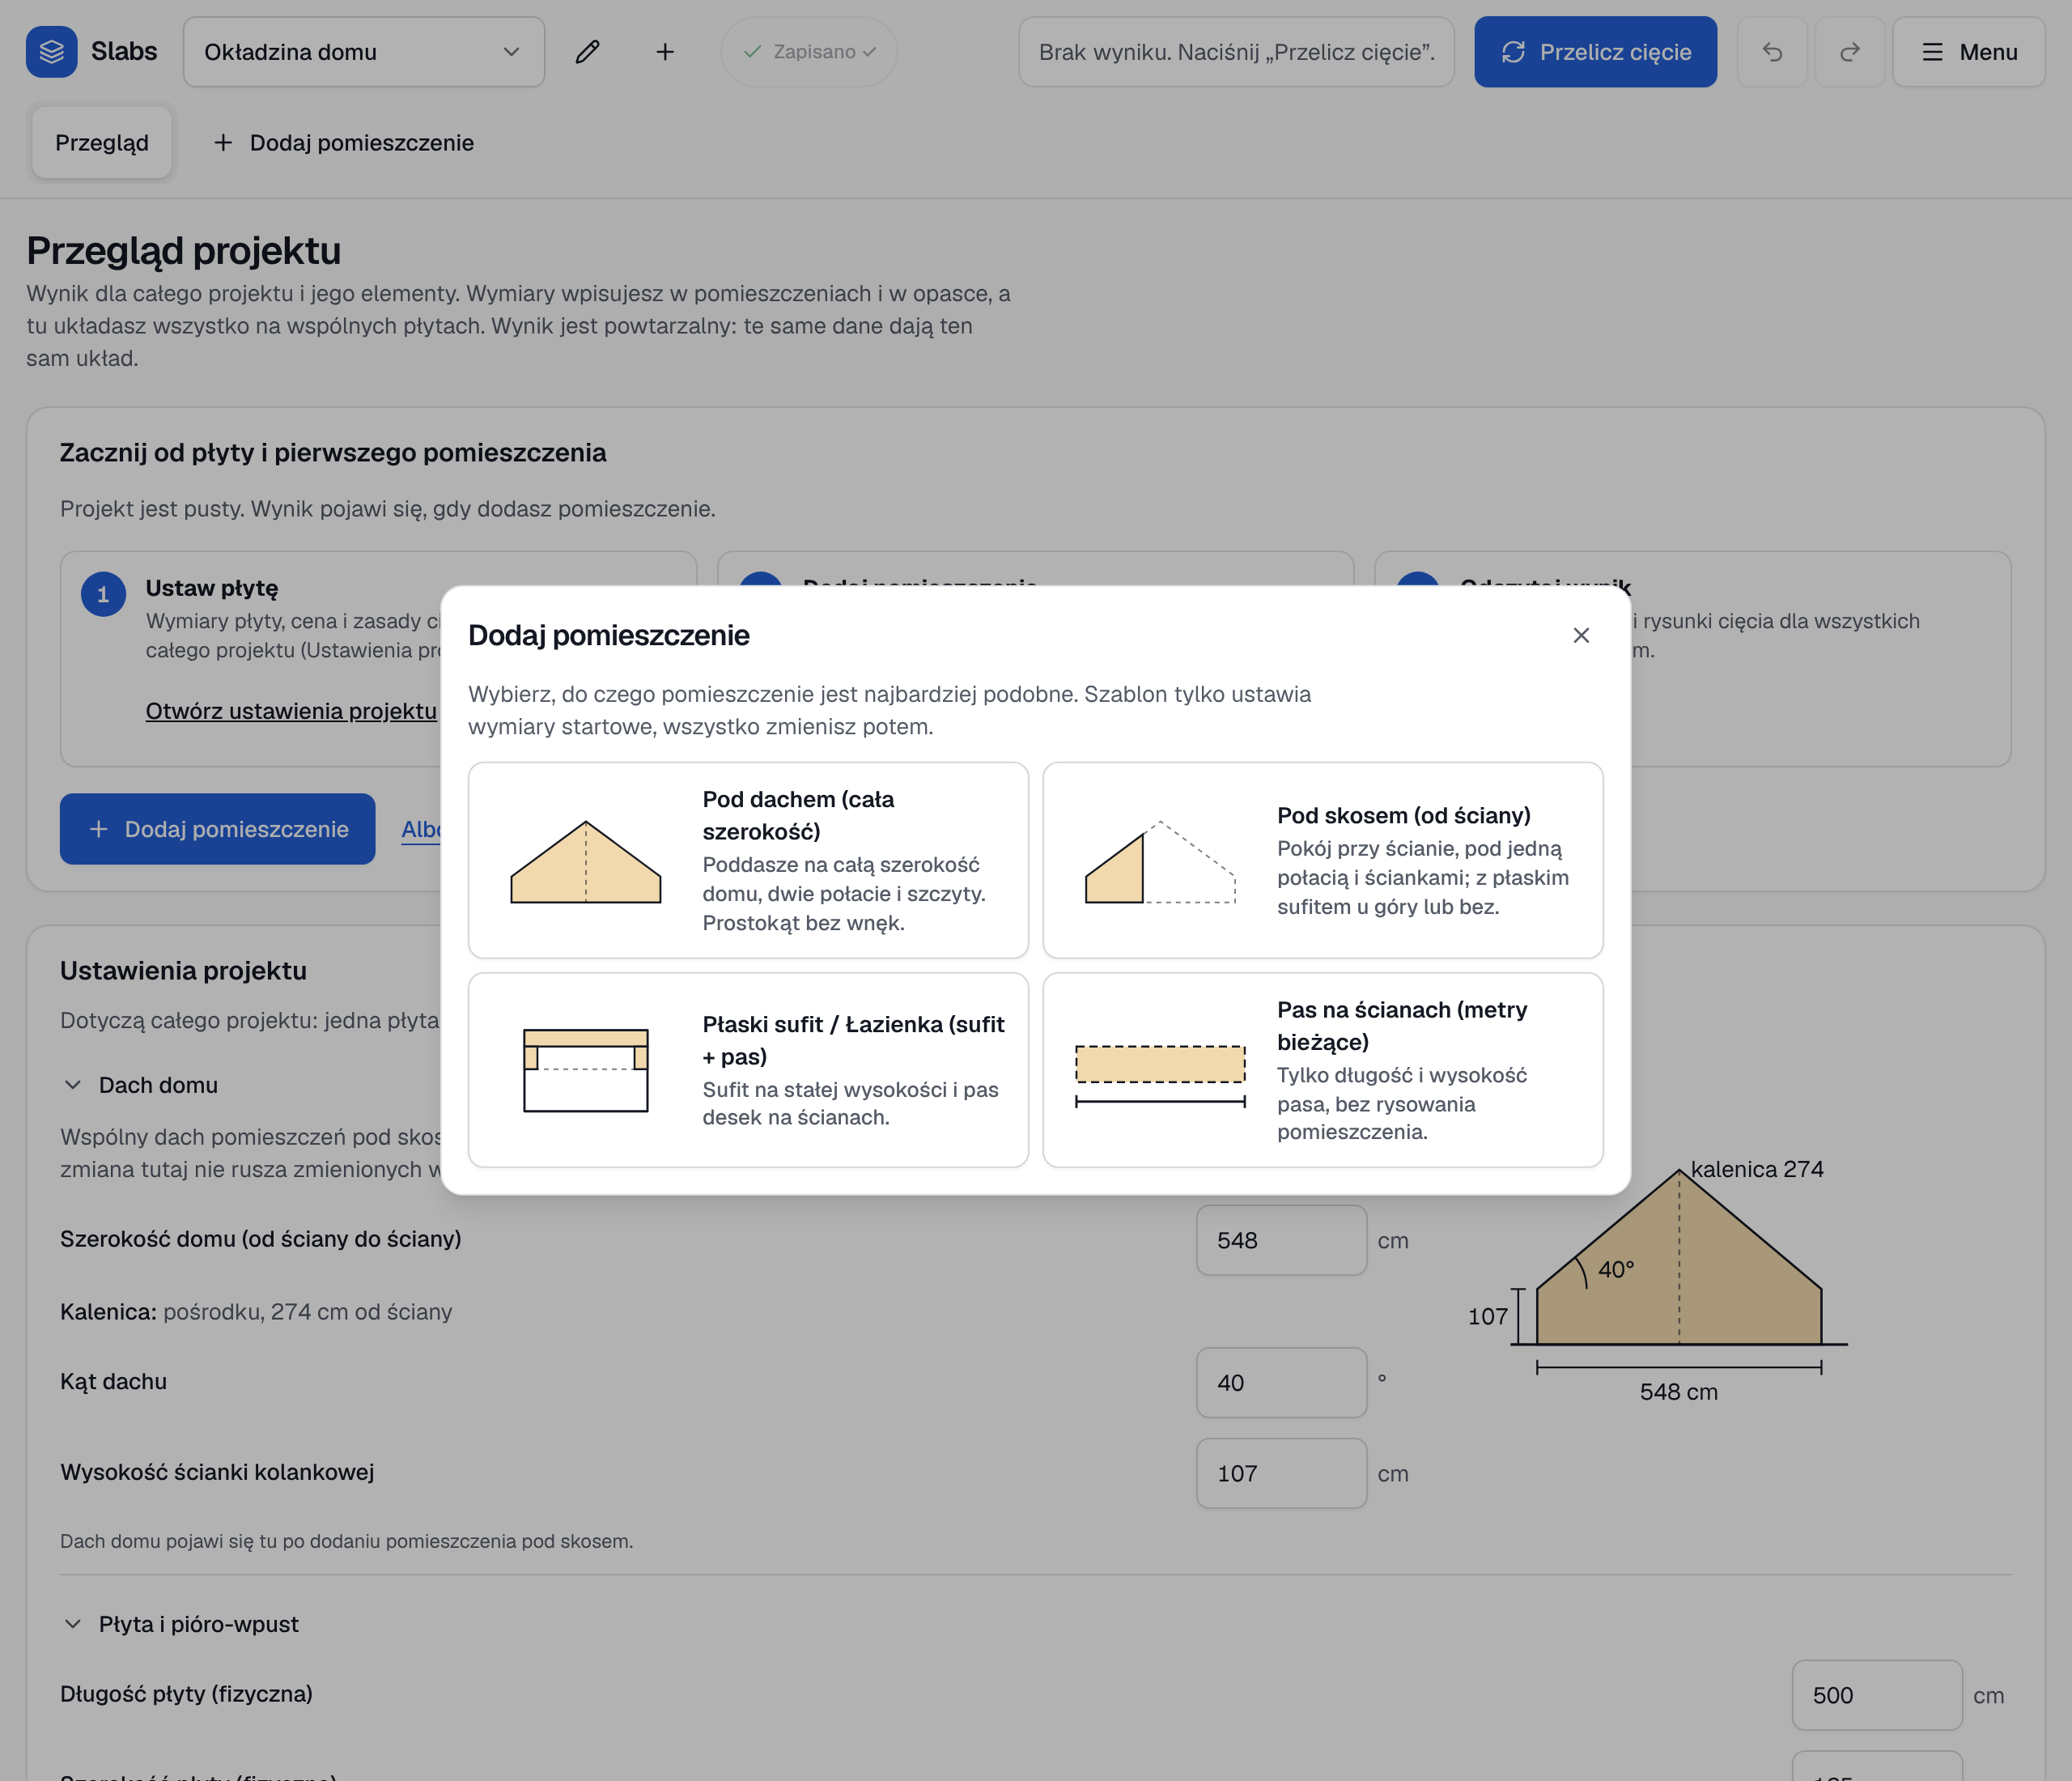 Slabs
Okładzina domu
Zapisano
Brak wyniku. Naciśnij „Przelicz cięcie”.
Przelicz cięcie
Menu
Przegląd
Dodaj pomieszczenie
Przegląd projektu
Wynik dla całego projektu i jego elementy. Wymiary wpisujesz w pomieszczeniach i w opasce, a
tu układasz wszystko na wspólnych płytach. Wynik jest powtarzalny: te same dane dają ten
sam układ.
Zacznij od płyty i pierwszego pomieszczenia
Projekt jest pusty. Wynik pojawi się, gdy dodasz pomieszczenie.
1
Ustaw płytę
Wymiary płyty, cena i zasady
całego projektu (Ustawienia
Otwórz ustawienia projektu
Dodaj pomieszczenie
i rysunki cięcia dla wszystkich
Dodaj pomieszczenie
Wybierz, do czego pomieszczenie jest najbardziej podobne. Szablon tylko ustawia
wymiary startowe, wszystko zmienisz potem.
Pod dachem (cała
szerokość)
Poddasze na całą szerokość
domu, dwie połacie i szczyty.
Prostokąt bez wnęk.
Pod skosem (od ściany)
Pokój przy ścianie, pod jedną
połacią i ściankami; z płaskim
sufitem u góry lub bez.
Płaski sufit / Łazienka (sufit
+ pas)
Sufit na stałej wysokości i pas
desek na ścianach.
Pas na ścianach (metry
bieżące)
Tylko długość i wysokość
pasa, bez rysowania
pomieszczenia.
Ustawienia projektu
Dotyczą całego projektu: jedna płyta
Dach domu
Wspólny dach pomieszczeń pod
zmiana tutaj nie rusza zmienionych
Szerokość domu (od ściany do ściany)
548 cm
Kalenica: pośrodku, 274 cm od ściany
Kąt dachu
40 °
Wysokość ścianki kolankowej
107 cm
kalenica 274
40°
107
548 cm
Dach domu pojawi się tu po dodaniu pomieszczenia pod skosem.
Płyta i pióro-wpust
Długość płyty (fizyczna)
500 cm